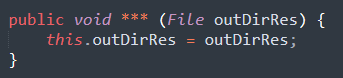 public void *** (File outDirRes) {
    this.outDirRes = outDirRes;
}